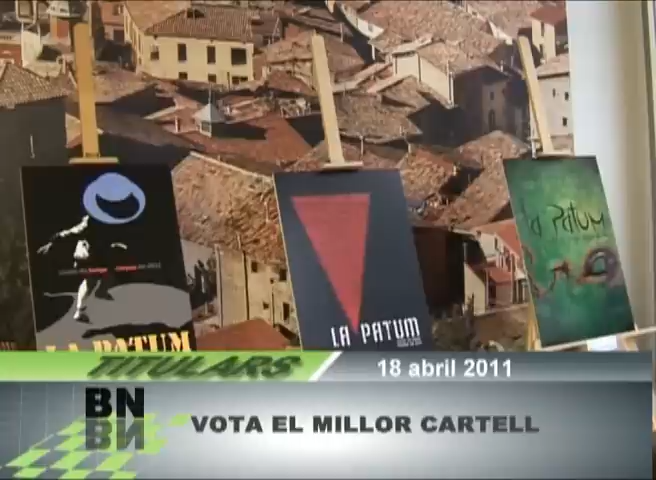 La Patum
LA PATUM
LA PATUM
TITULARS
18 abril 2011
BN
VOTA EL MILLOR CARTELL